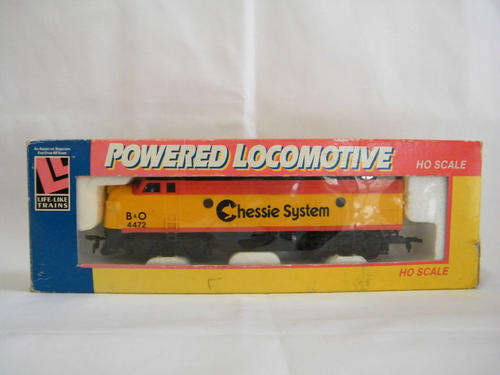 POWERED LOCOMOTIVE
HO SCALE
LIFE-LIKE
TRAINS
B&O
4472
Chessie System
HO SCALE